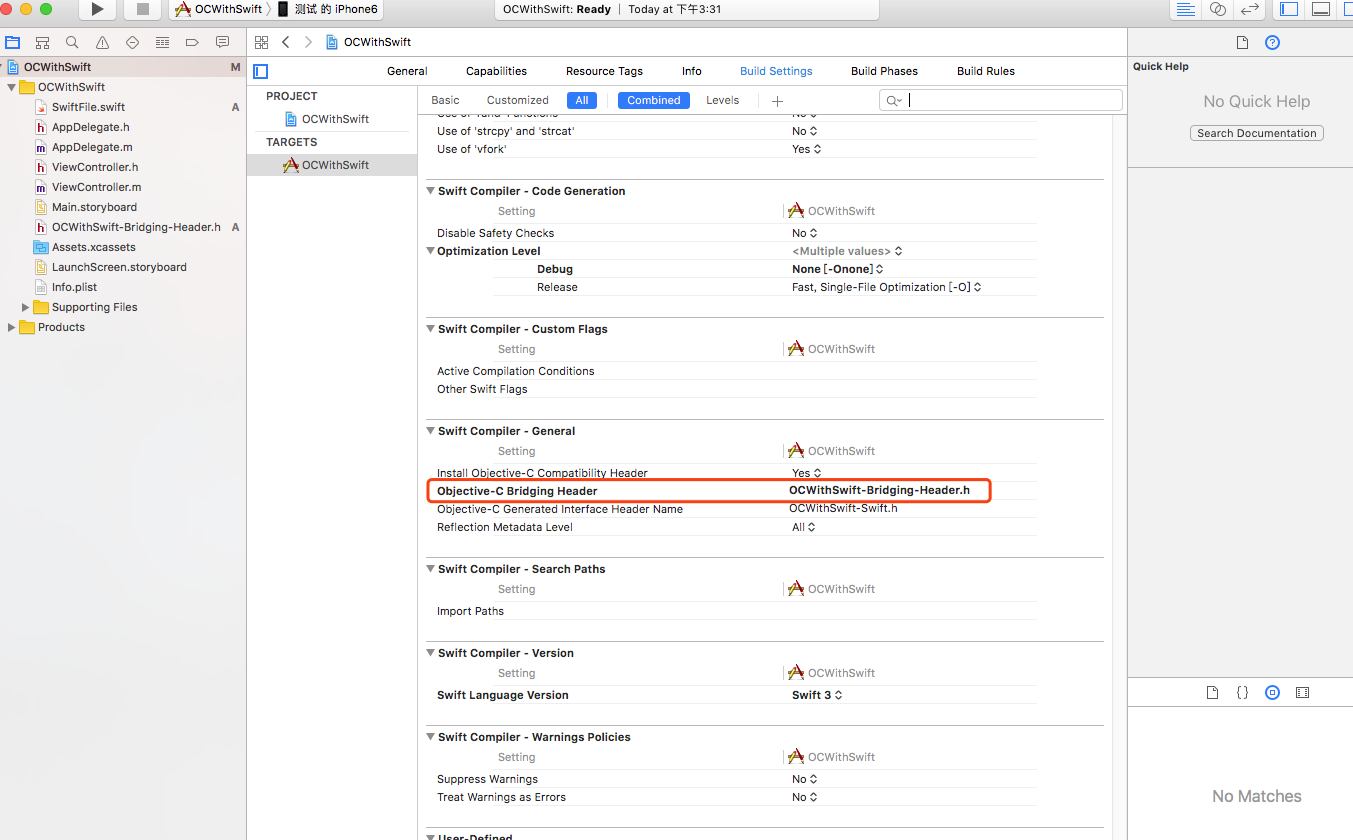 OCWithSwift 测试 的 iPhone6 OCWithSwift: Ready | Today at 下午3:31
OCWithSwift
OCWithSwift M
OCWithSwift
SwiftFile.swift A
AppDelegate.h
AppDelegate.m
ViewController.h
ViewController.m
Main.storyboard
OCWithSwift-Bridging-Header.h A
Assets.xcassets
LaunchScreen.storyboard
Info.plist
Supporting Files
Products
General Capabilities Resource Tags Info Build Settings Build Phases Build Rules
PROJECT
OCWithSwift
TARGETS
OCWithSwift
Basic Customized All Combined Levels
Use of 'strcpy' and 'strcat' No
Use of 'vfork' Yes
Swift Compiler - Code Generation
Setting OCWithSwift
Disable Safety Checks No
Optimization Level <Multiple values>
Debug None [-Onone]
Release Fast, Single-File Optimization [-O]
Swift Compiler - Custom Flags
Setting OCWithSwift
Active Compilation Conditions
Other Swift Flags
Swift Compiler - General
Setting OCWithSwift
Install Objective-C Compatibility Header Yes
Objective-C Bridging Header OCWithSwift-Bridging-Header.h
Objective-C Generated Interface Header Name OCWithSwift-Swift.h
Reflection Metadata Level All
Swift Compiler - Search Paths
Setting OCWithSwift
Import Paths
Swift Compiler - Version
Setting OCWithSwift
Swift Language Version Swift 3
Swift Compiler - Warnings Policies
Setting OCWithSwift
Suppress Warnings No
Treat Warnings as Errors No
User-Defined
Quick Help
No Quick Help
Search Documentation
No Matches